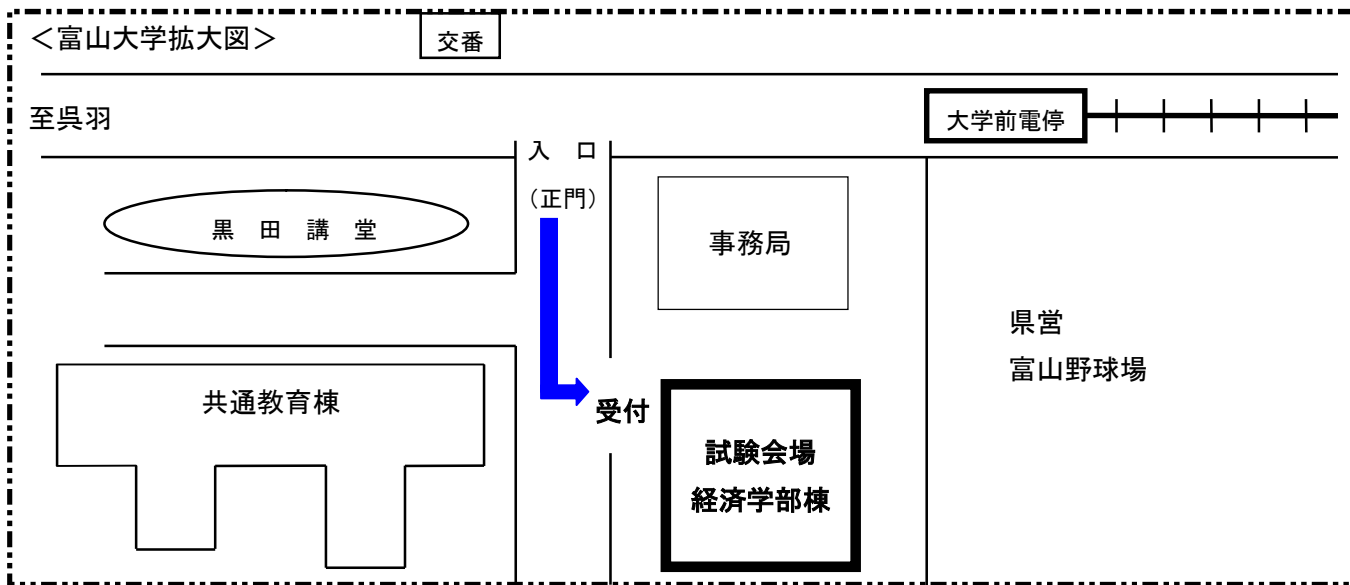 ＜富山大学拡大図＞
交番
至呉羽
大学前電停
入　口
（正門）
黒　田　講　堂
事務局
県営
富山野球場
共通教育棟
受付
試験会場
経済学部棟